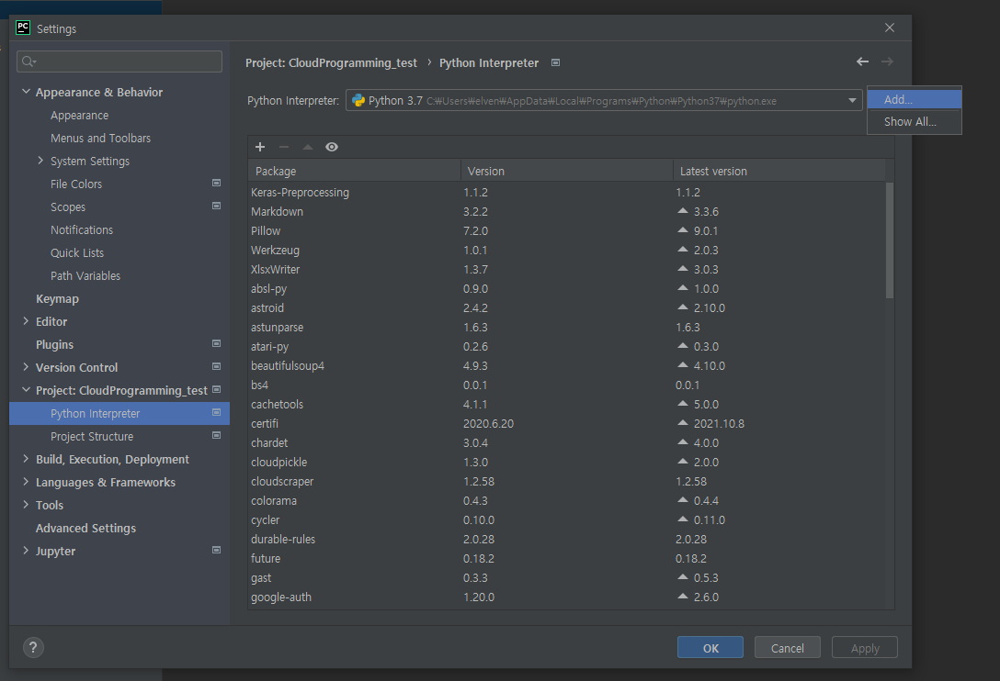 PC Settings
Project: CloudProgramming_test › Python Interpreter
Python Interpreter: Python 3.7 C:₩Users₩elven₩AppData₩Local₩Programs₩Python₩Python37₩python.exe
Add...
Show All...
Appearance & Behavior
Appearance
Menus and Toolbars
System Settings
File Colors
Scopes
Notifications
Quick Lists
Path Variables
Keymap
Editor
Plugins
Version Control
Project: CloudProgramming_test
Python Interpreter
Project Structure
Build, Execution, Deployment
Languages & Frameworks
Tools
Advanced Settings
Jupyter
Package Version Latest version
Keras-Preprocessing 1.1.2 1.1.2
Markdown 3.2.2 3.3.6
Pillow 7.2.0 9.0.1
Werkzeug 1.0.1 2.0.3
XlsxWriter 1.3.7 3.0.3
absl-py 0.9.0 1.0.0
astroid 2.4.2 2.10.0
astunparse 1.6.3 1.6.3
atari-py 0.2.6 0.3.0
beautifulsoup4 4.9.3 4.10.0
bs4 0.0.1 0.0.1
cachetools 4.1.1 5.0.0
certifi 2020.6.20 2021.10.8
chardet 3.0.4 4.0.0
cloudpickle 1.3.0 2.0.0
cloudscraper 1.2.58 1.2.58
colorama 0.4.3 0.4.4
cycler 0.10.0 0.11.0
durable-rules 2.0.28 2.0.28
future 0.18.2 0.18.2
gast 0.3.3 0.5.3
google-auth 1.20.0 2.6.0
? OK Cancel Apply